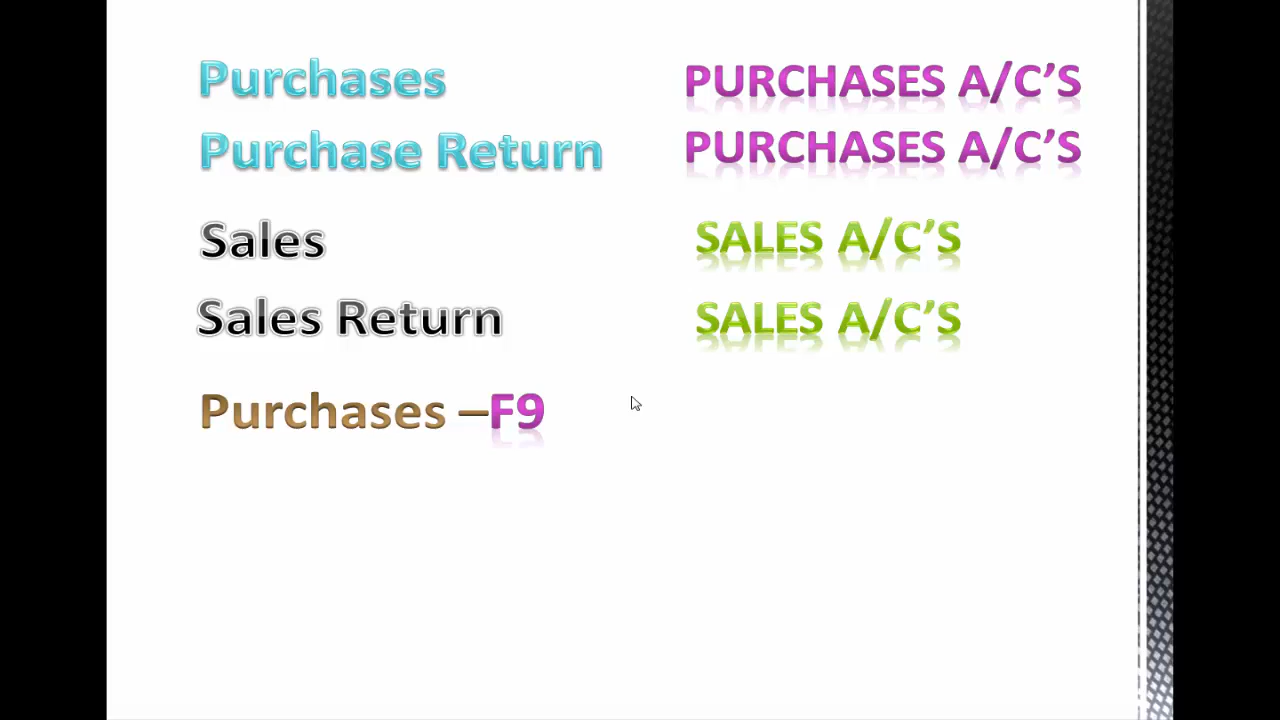 Purchases PURCHASES A/C’S
Purchase Return PURCHASES A/C’S
Sales SALES A/C’S
Sales Return SALES A/C’S
Purchases –F9